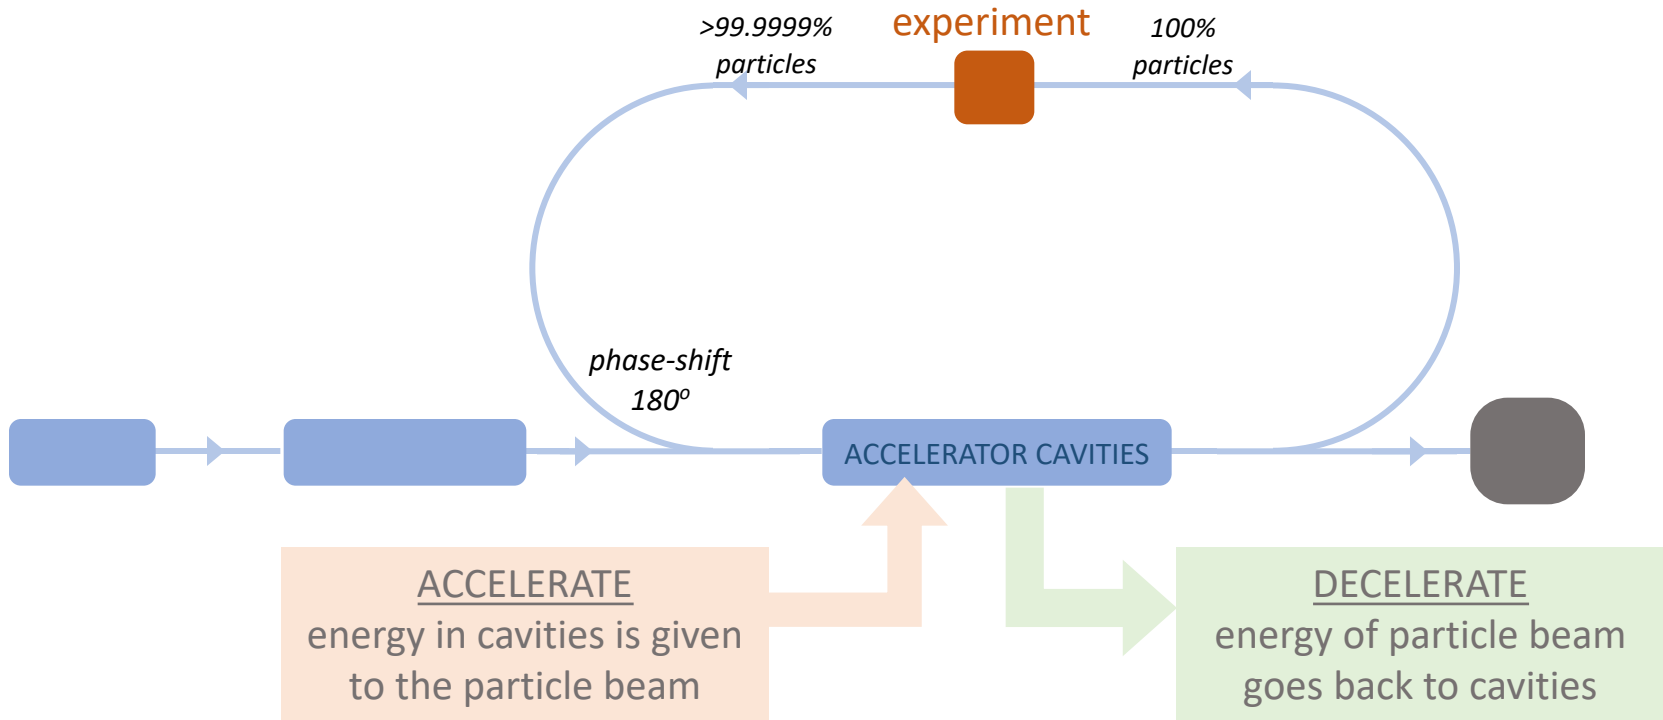 >99.9999%
particles
experiment
100%
particles
phase-shift
180º
ACCELERATOR CAVITIES
ACCELERATE
energy in cavities is given
to the particle beam
DECELERATE
energy of particle beam
goes back to cavities